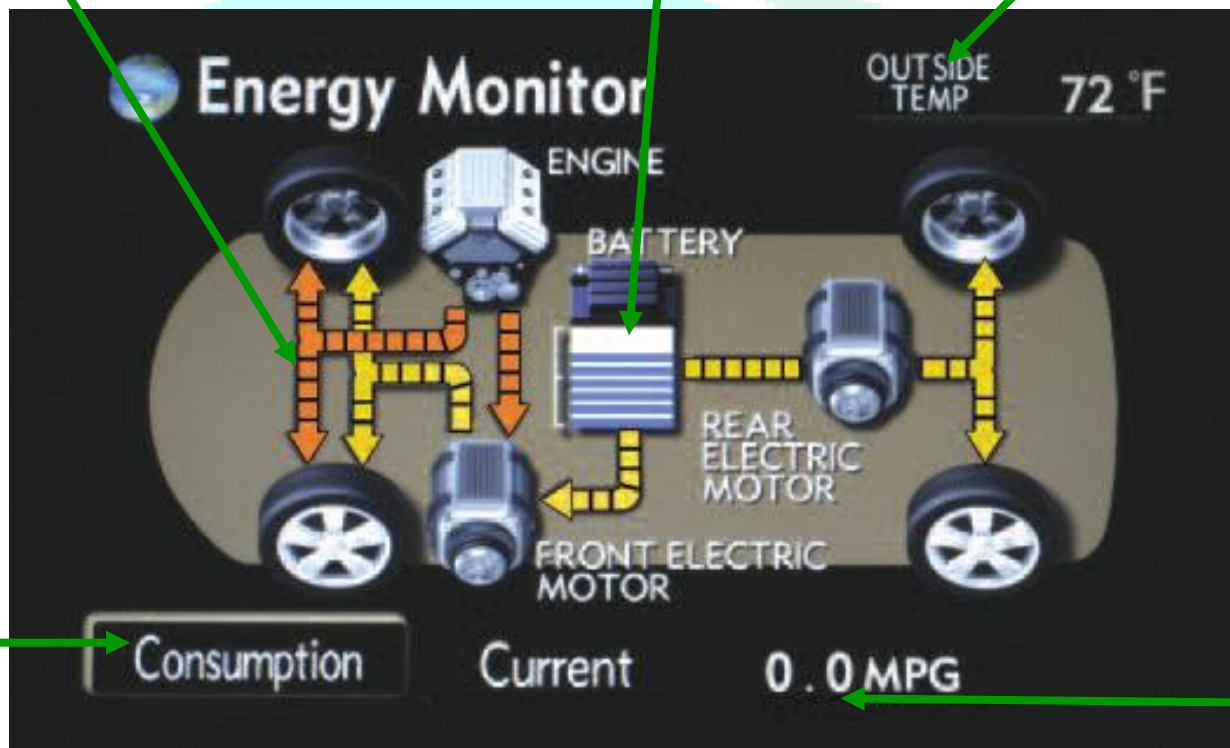 Energy Monitor
OUTSIDE
TEMP
72 °F
ENGINE
BATTERY
REAR
ELECTRIC
MOTOR
FRONT ELECTRIC
MOTOR
Consumption
Current
0.0 MPG